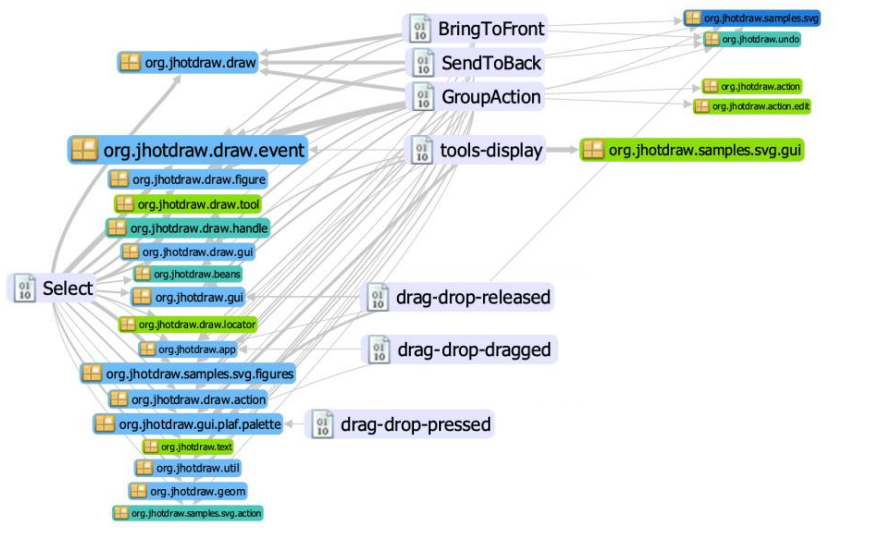 BringToFront
org.jhotdraw.samples.svg
org.jhotdraw.undo
org.jhotdraw.draw
SendToBack
GroupAction
org.jhotdraw.action
org.jhotdraw.action.edit
org.jhotdraw.draw.event
tools-display
org.jhotdraw.samples.svg.gui
org.jhotdraw.draw.figure
org.jhotdraw.draw.tool
org.jhotdraw.draw.handle
org.jhotdraw.draw.gui
org.jhotdraw.beans
Select
org.jhotdraw.gui
drag-drop-released
org.jhotdraw.draw.locator
org.jhotdraw.app
drag-drop-dragged
org.jhotdraw.samples.svg.figures
org.jhotdraw.draw.action
org.jhotdraw.gui.plaf.palette
drag-drop-pressed
org.jhotdraw.text
org.jhotdraw.util
org.jhotdraw.geom
org.jhotdraw.samples.svg.action